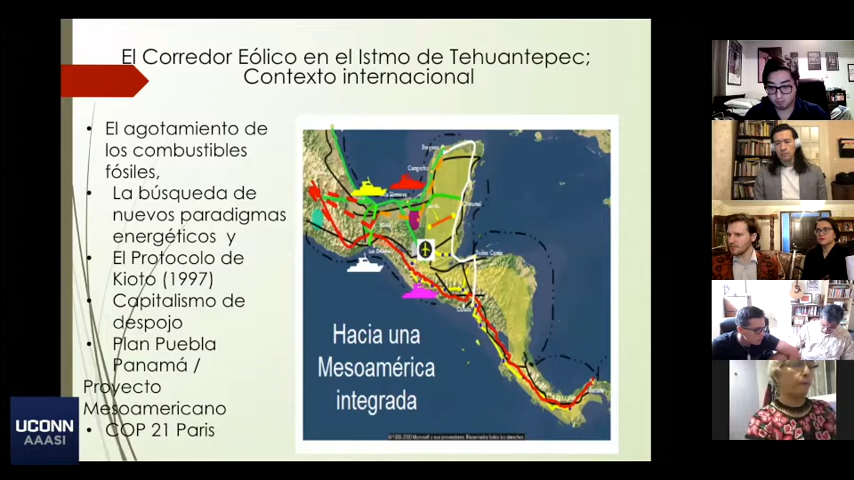 El Corredor Eólico en el Istmo de Tehuantepec;
Contexto internacional
• El agotamiento de
los combustibles
fósiles,
• La búsqueda de
nuevos paradigmas
energéticos y
• El Protocolo de
Kioto (1997)
• Capitalismo de
despojo
• Plan Puebla
Panamá /
Proyecto
Mesoamericano
• COP 21 Paris
Hacia una
Mesoamérica
integrada
UCONN
AAASI